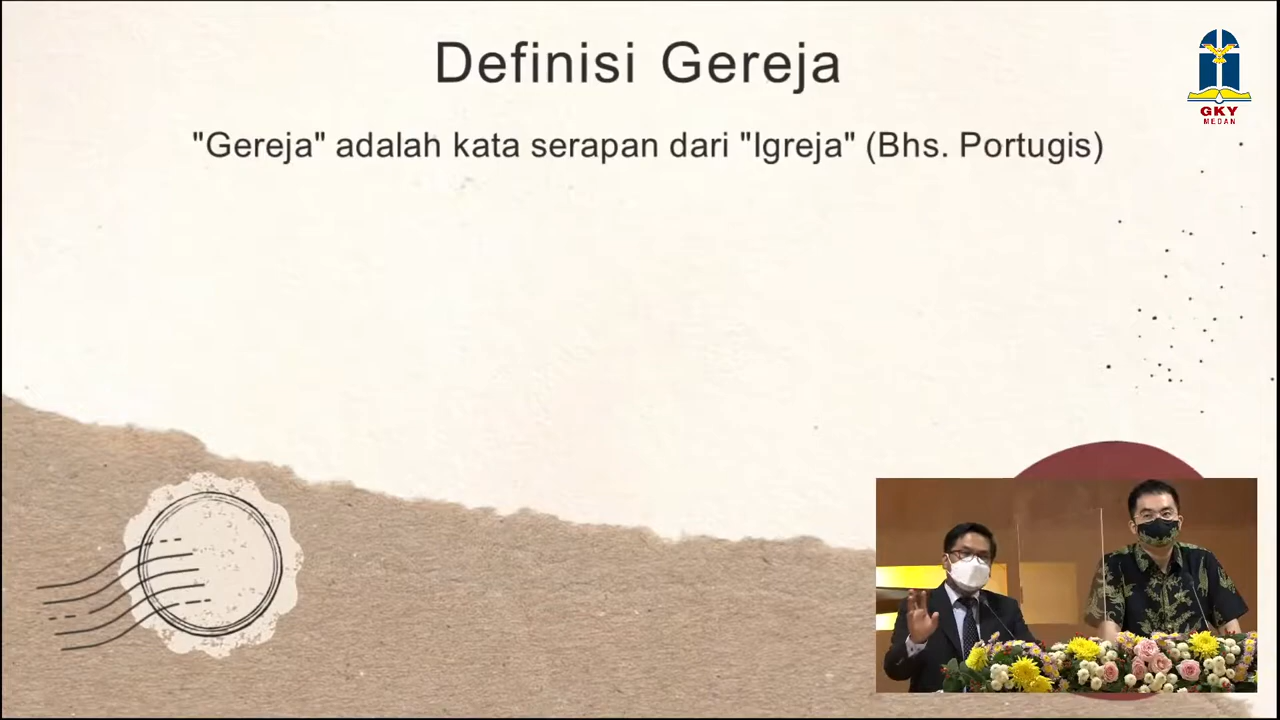 Definisi Gereja
"Gereja" adalah kata serapan dari "Igreja" (Bhs. Portugis)
GKY
MEDAN